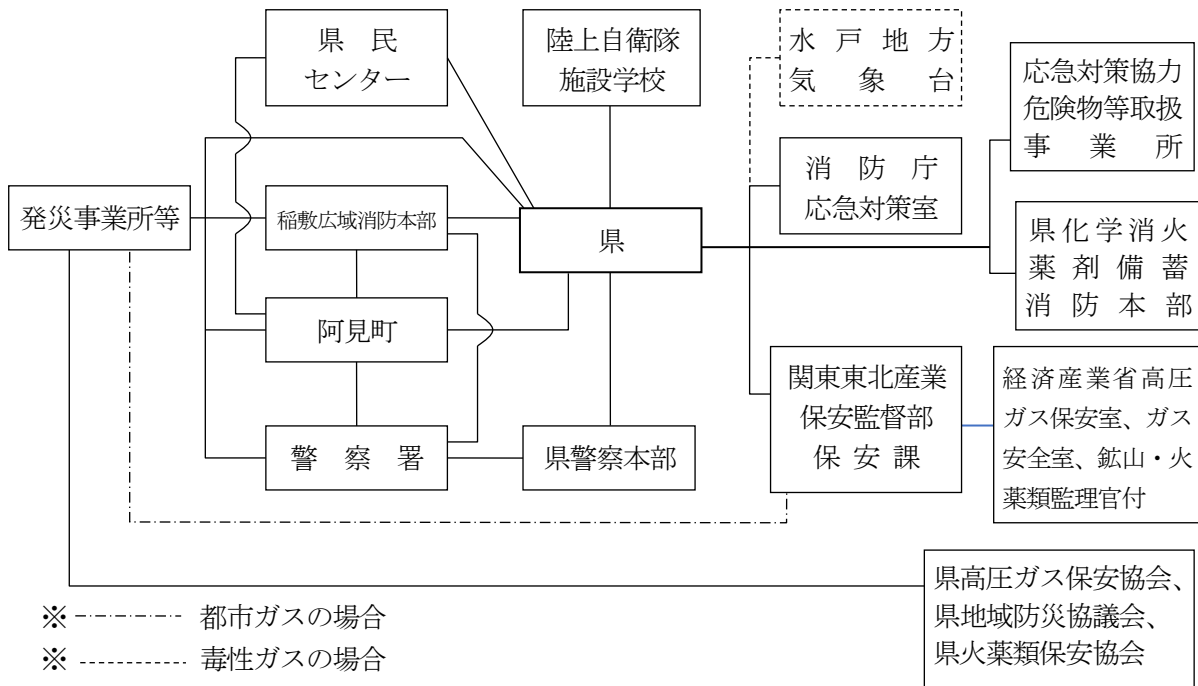 県民
センター
陸上自衛隊
施設学校
水戸地方
気象台
応急対策協力
危険物等取扱
事業所
消防庁
応急対策室
発災事業所等
稲敷広域消防本部
県
県化学消火
薬剤備蓄
消防本部
阿見町
関東東北産業
保安監督部
保安課
経済産業省高圧
ガス保安室、ガス
安全室、鉱山・火
薬類監理官付
警察署
県警察本部
県高圧ガス保安協会、
県地域防災協議会、
県火薬類保安協会
※ 都市ガスの場合
※ 毒性ガスの場合